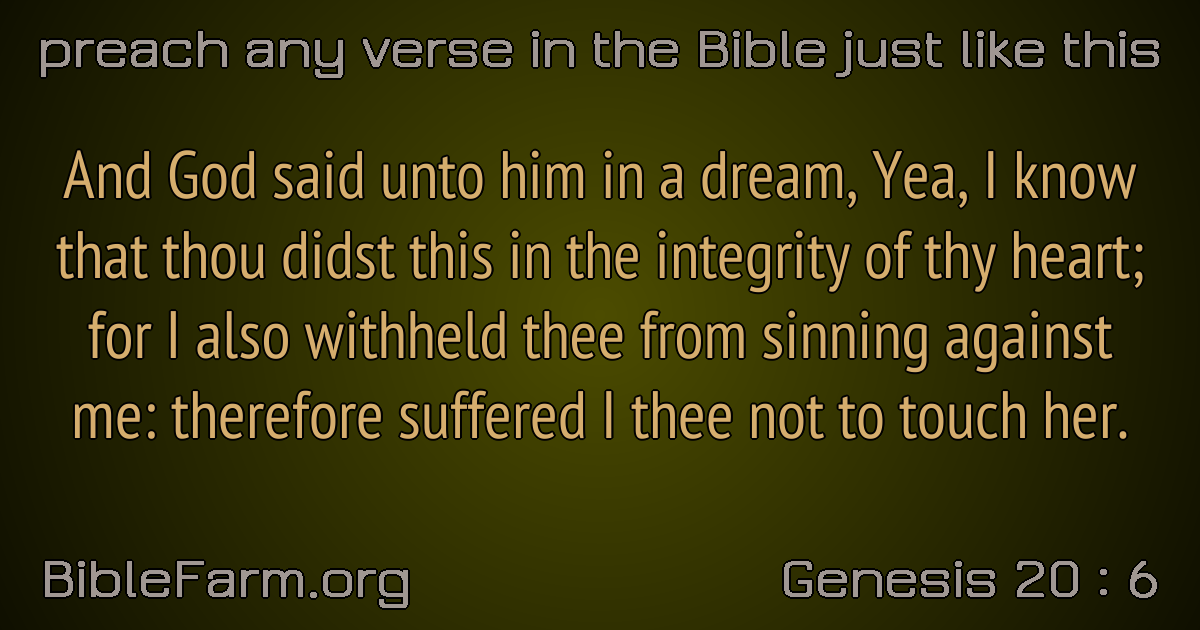 preach any verse in the Bible just like this
And God said unto him in a dream, Yea, I know
that thou didst this in the integrity of thy heart;
for I also withheld thee from sinning against
me: therefore suffered I thee not to touch her.
BibleFarm.org
Genesis 20 : 6